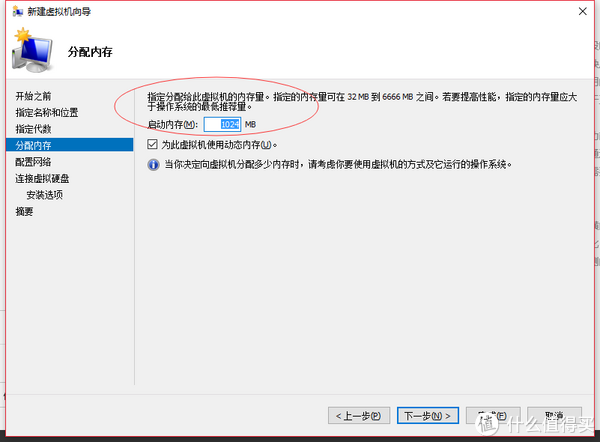 新建虚拟机向导
分配内存
开始之前
指定名称和位置
指定代数
分配内存
配置网络
连接虚拟硬盘
安装选项
摘要
指定分配给此虚拟机的内存量。指定的内存量可在 32 MB 到 6666 MB 之间。若要提高性能，指定的内存量应大
于操作系统的最低推荐量。
启动内存(M): 1024 MB
为此虚拟机使用动态内存(U)。
当你决定向虚拟机分配多少内存时，请考虑你要使用虚拟机的方式及它运行的操作系统。
< 上一步(P) 下一步(N) > (F) 取消
值 什么值得买